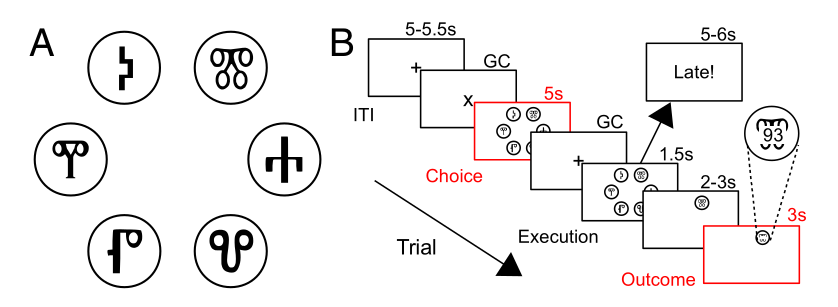 A
B
5-5.5s
+
ITI
GC
x
5s
Choice
GC
+
Late!
5-6s
1.5s
Execution
2-3s
93
3s
Outcome
Trial